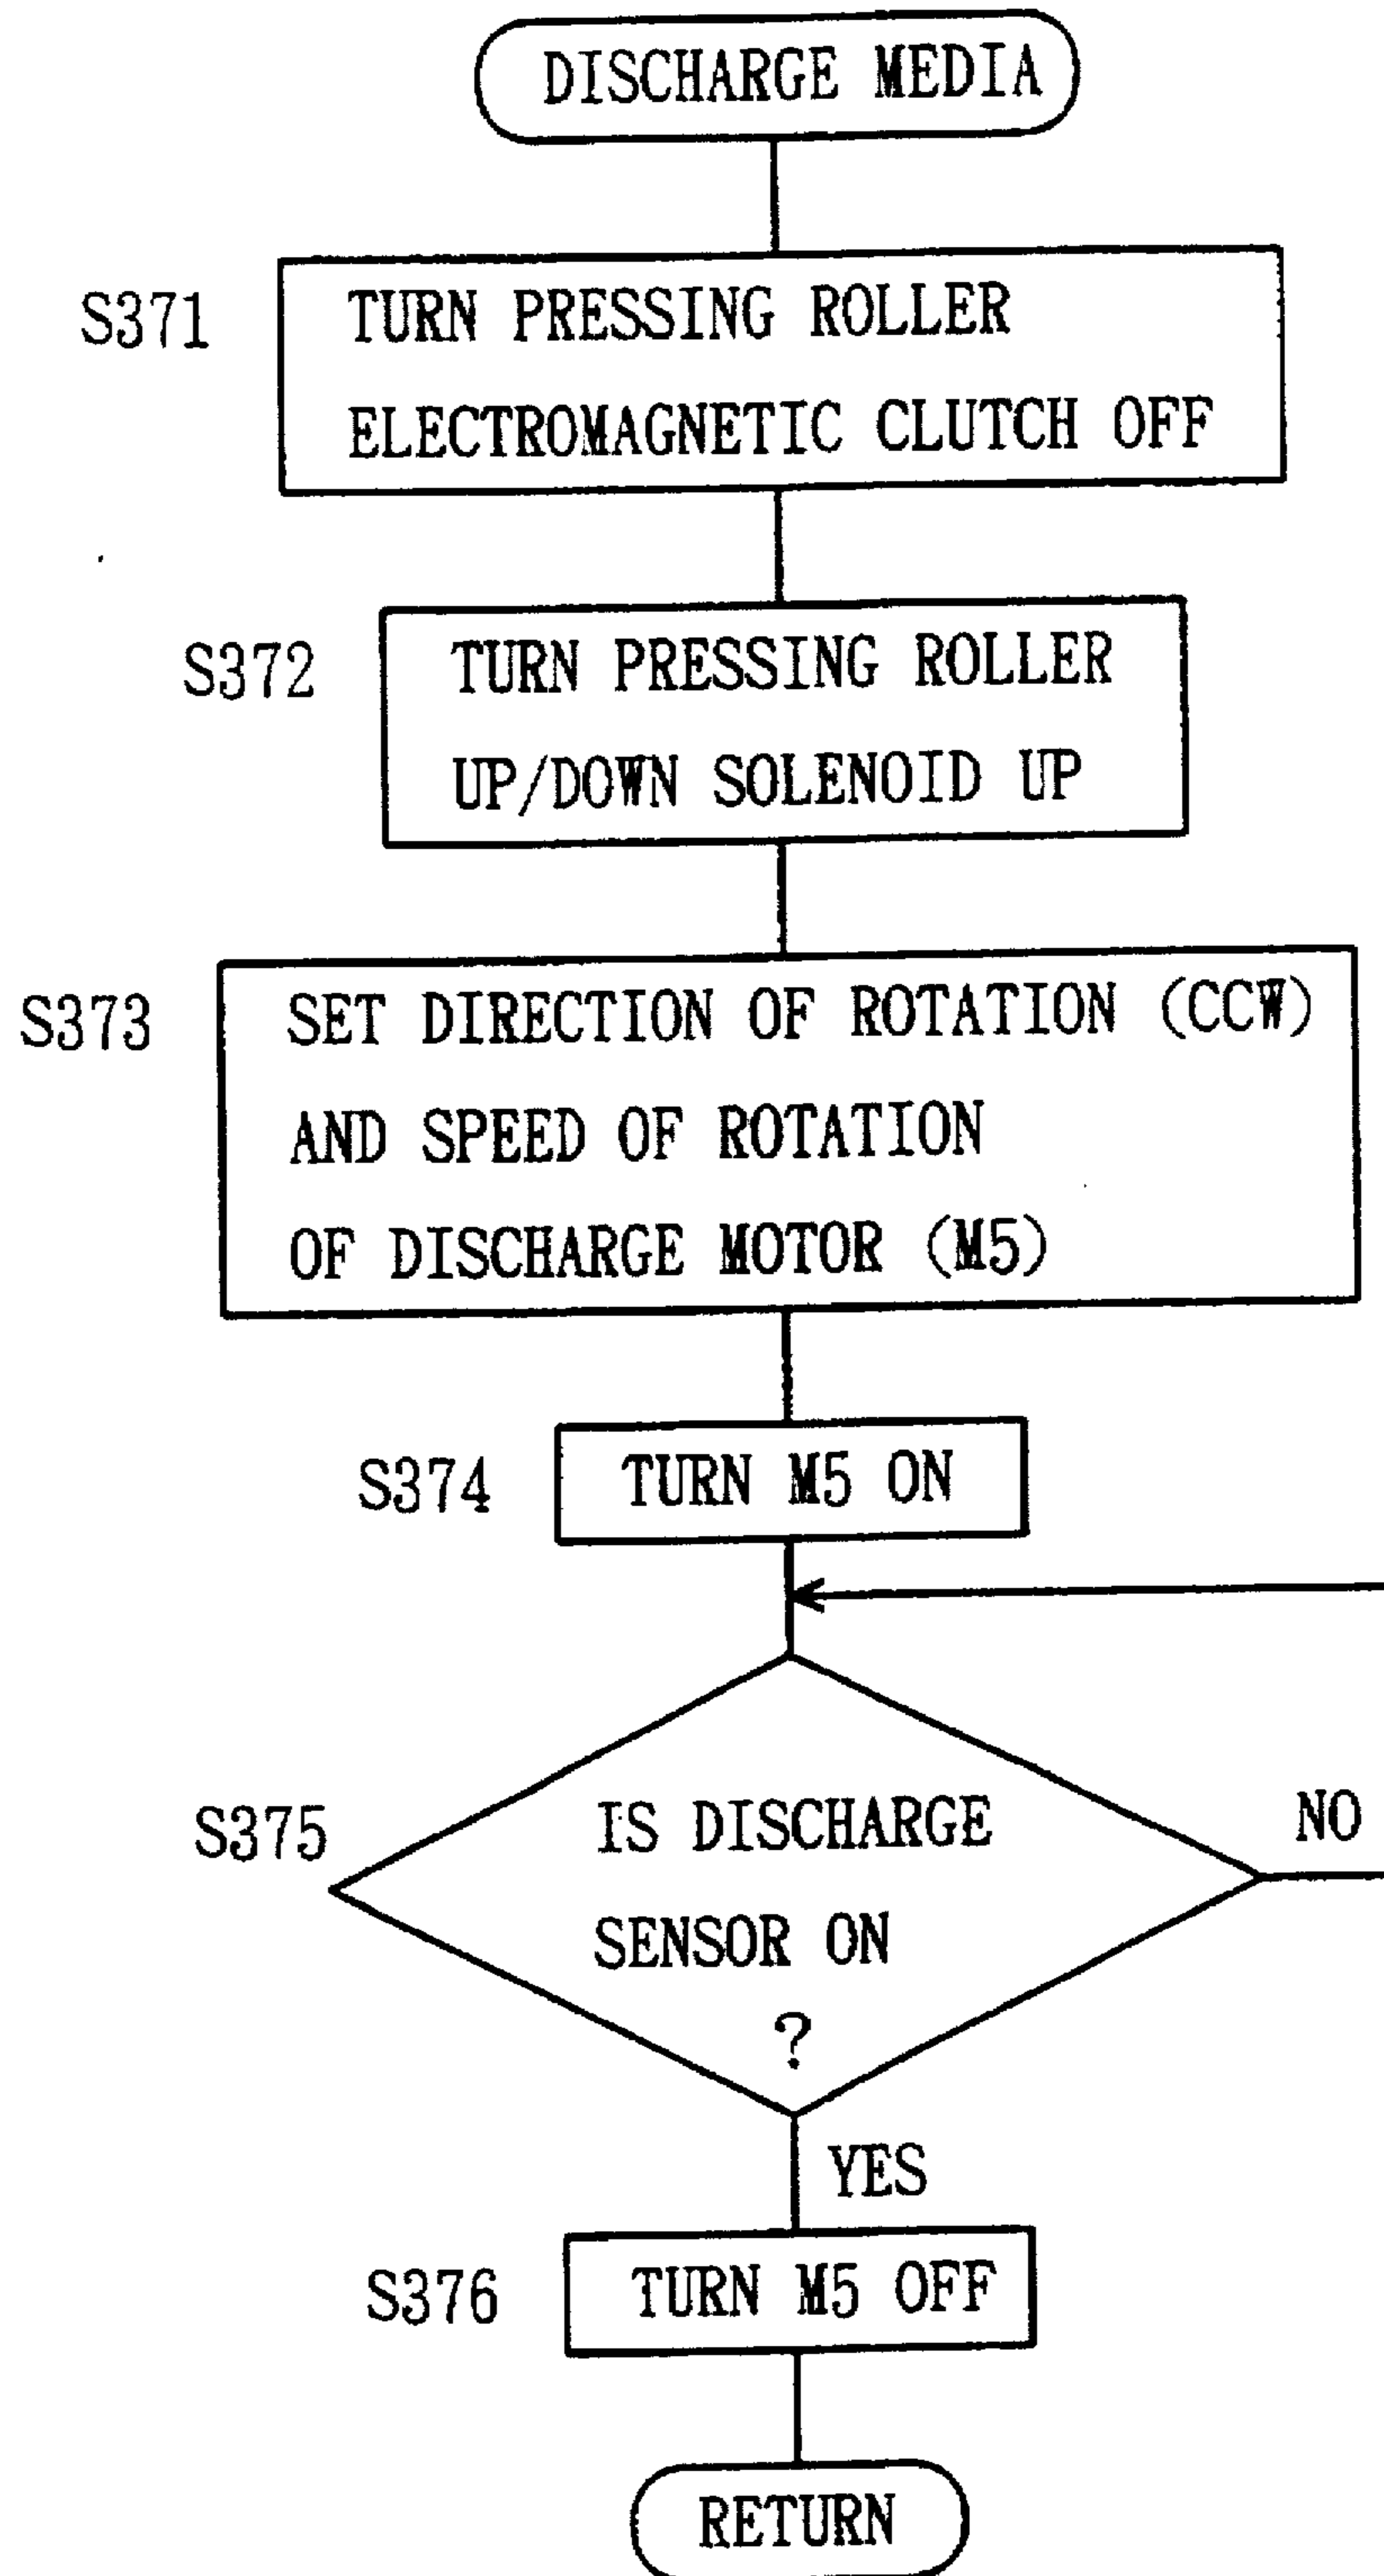 DISCHARGE MEDIA
S371
TURN PRESSING ROLLER
ELECTROMAGNETIC CLUTCH OFF
S372
TURN PRESSING ROLLER
UP/DOWN SOLENOID UP
S373
SET DIRECTION OF ROTATION (CCW)
AND SPEED OF ROTATION
OF DISCHARGE MOTOR (M5)
S374
TURN M5 ON
S375
IS DISCHARGE
SENSOR ON
?
NO
YES
S376
TURN M5 OFF
RETURN